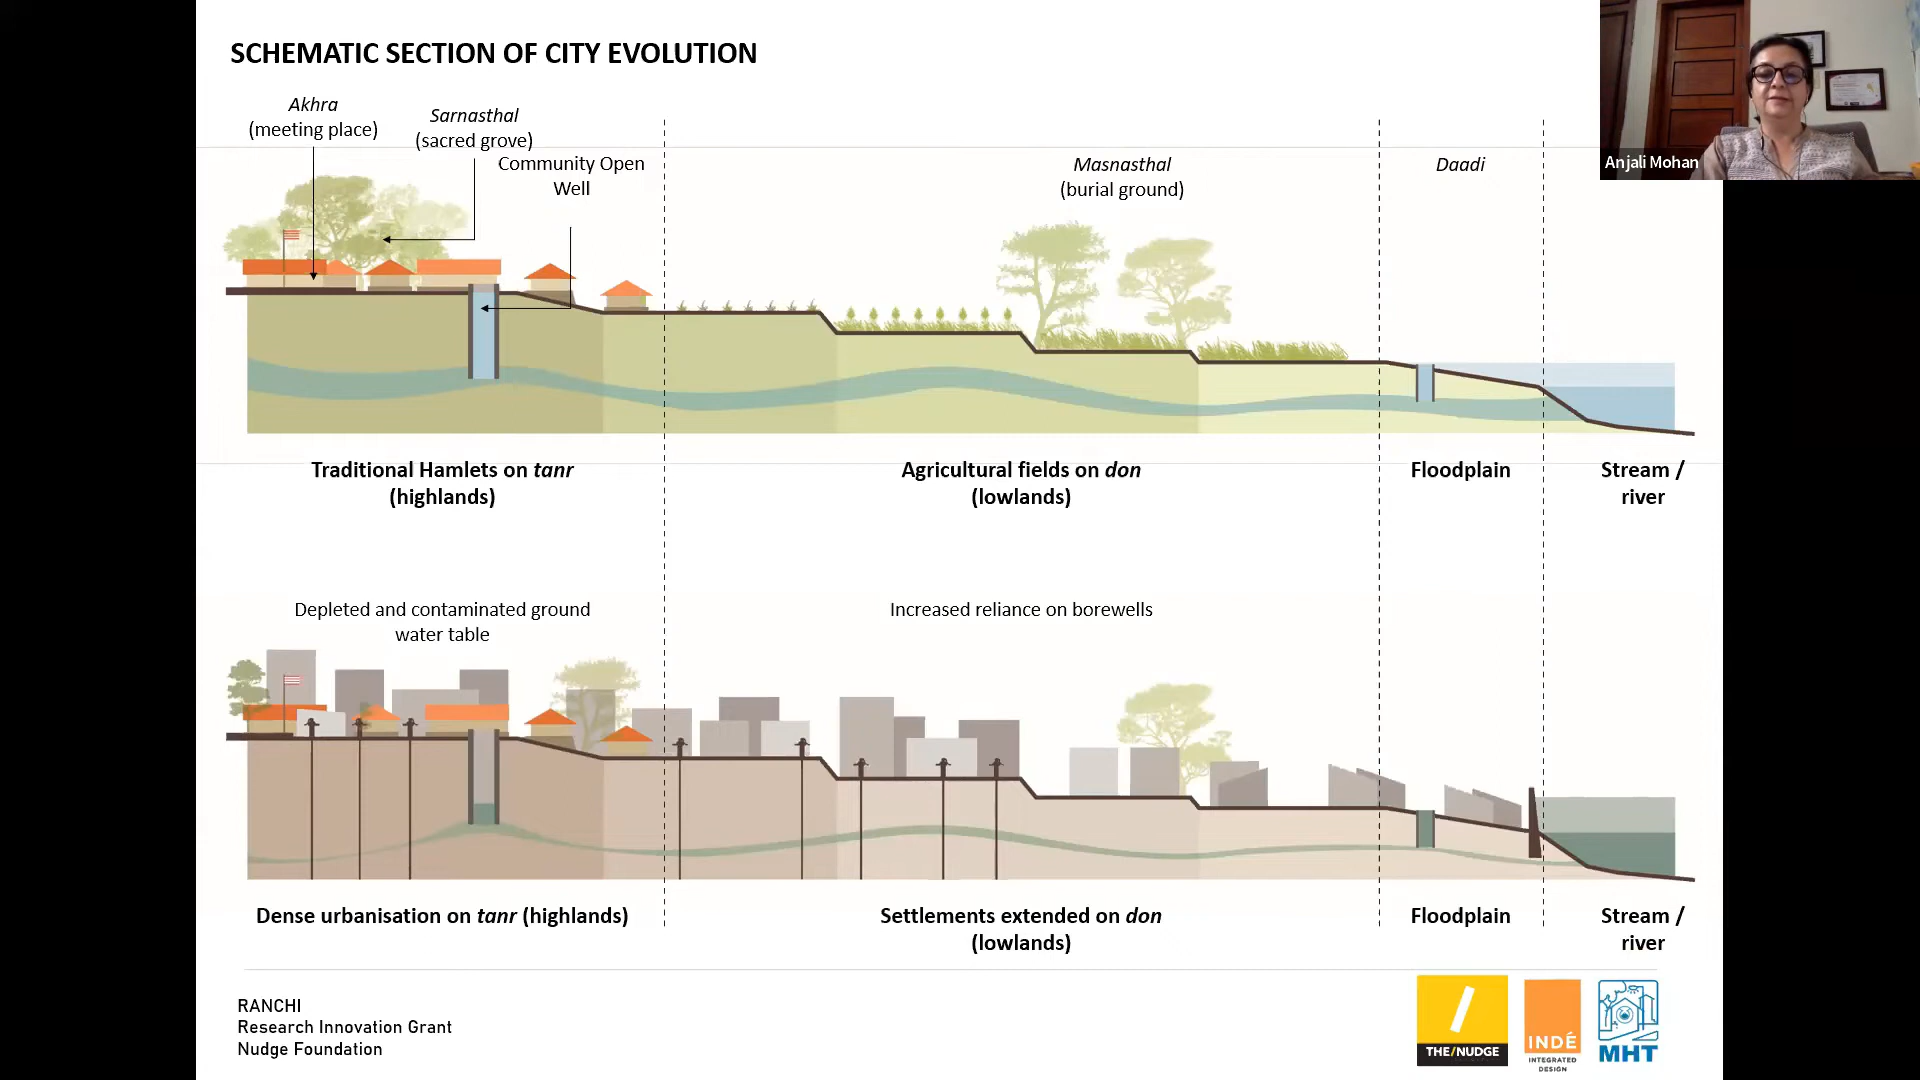 SCHEMATIC SECTION OF CITY EVOLUTION
Akhra
(meeting place)
Sarnasthal
(sacred grove)
Community Open
Well
Masnasthal
(burial ground)
Daadi
Anjali Mohan
Traditional Hamlets on tanr
(highlands)
Agricultural fields on don
(lowlands)
Floodplain
Stream /
river
Depleted and contaminated ground
water table
Increased reliance on borewells
Dense urbanisation on tanr (highlands)
Settlements extended on don
(lowlands)
Floodplain
Stream /
river
RANCHI
Research Innovation Grant
Nudge Foundation
THE/NUDGE
INDÉ
INTEGRATED
DESIGN
MHT